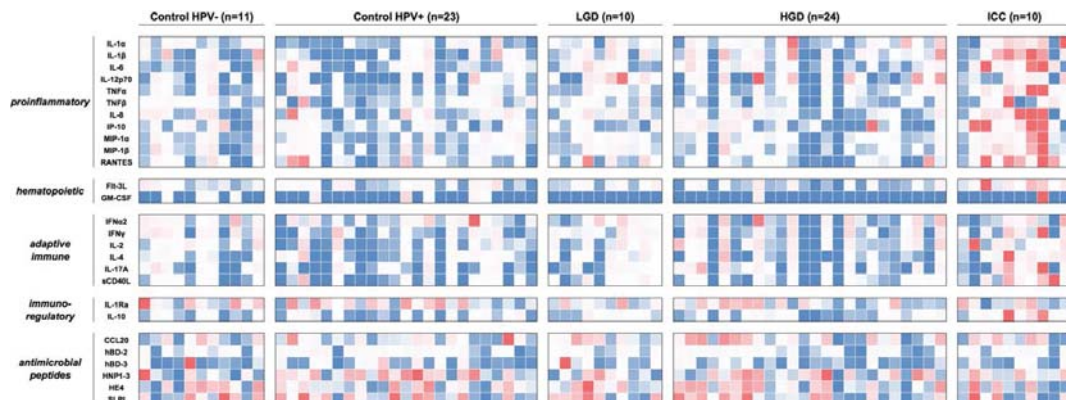 Control HPV- (n=11) Control HPV+ (n=23) LGD (n=10) HGD (n=24) ICC (n=10)
proinflammatory
IL-1α
IL-1β
IL-6
IL-12p70
TNFα
TNFβ
IL-8
IP-10
MIP-1α
MIP-1β
RANTES
hematopoietic
Flt-3L
GM-CSF
adaptive
immune
IFNα2
IFNγ
IL-2
IL-4
IL-17A
sCD40L
immuno-
regulatory
IL-1Ra
IL-10
antimicrobial
peptides
CCL20
hBD-2
hBD-3
HNP1-3
HE4
SLPI